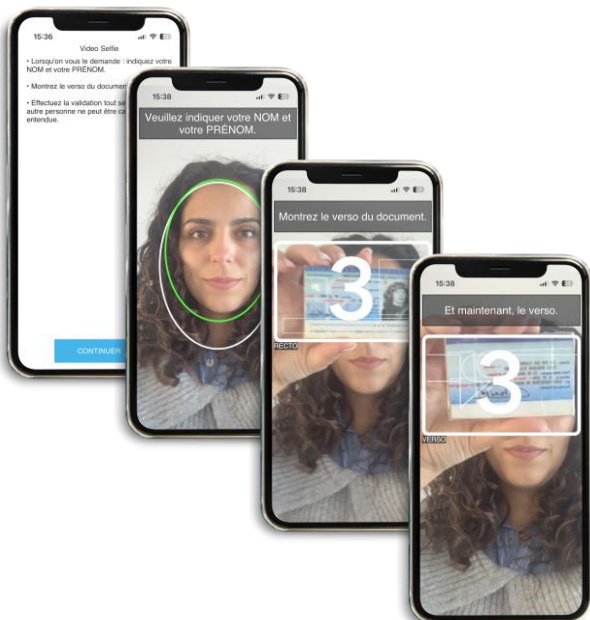 15:36
Video Selfie
• Lorsqu'on vous le demande : indiquez votre
NOM et votre PRÉNOM.
• Montrez le verso du document
• Effectuez la validation tout
autre personne ne peut être
entendue.
CONTINUER
15:38
Veuillez indiquer votre NOM et
votre PRÉNOM.
15:38
Montrez le verso du document.
3
RECTO
15:38
Et maintenant, le verso.
3
VERSO